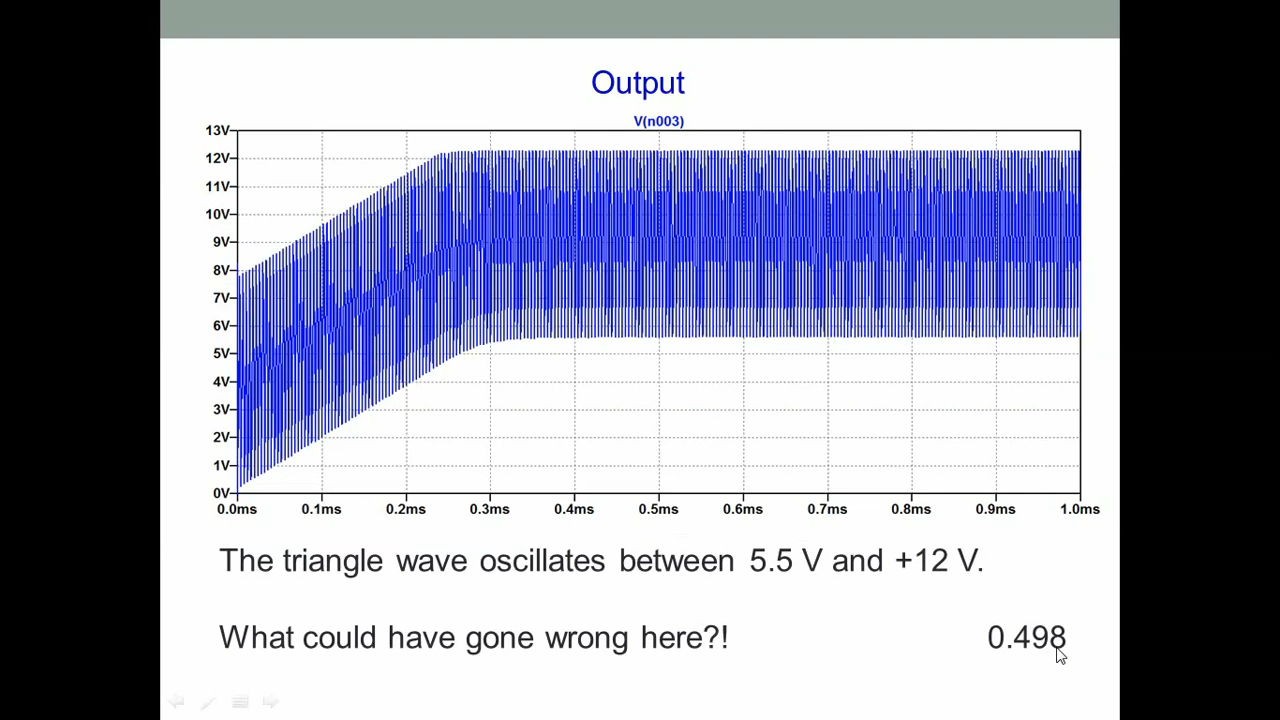 Output
V(n003)
13V
12V
11V
10V
9V
8V
7V
6V
5V
4V
3V
2V
1V
0V
0.0ms 0.1ms 0.2ms 0.3ms 0.4ms 0.5ms 0.6ms 0.7ms 0.8ms 0.9ms 1.0ms
The triangle wave oscillates between 5.5 V and +12 V.
What could have gone wrong here?! 0.498